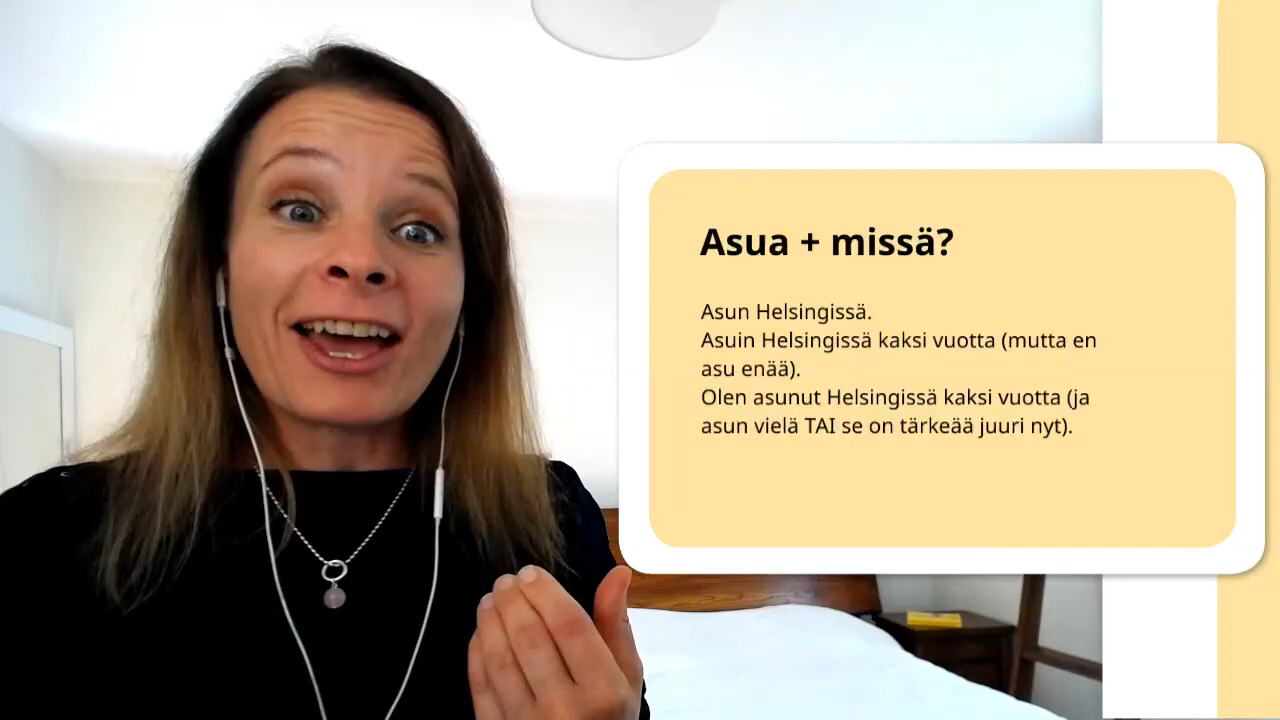 Asua + missä?
Asun Helsingissä.
Asuin Helsingissä kaksi vuotta (mutta en
asu enää).
Olen asunut Helsingissä kaksi vuotta (ja
asun vielä TAI se on tärkeää juuri nyt).